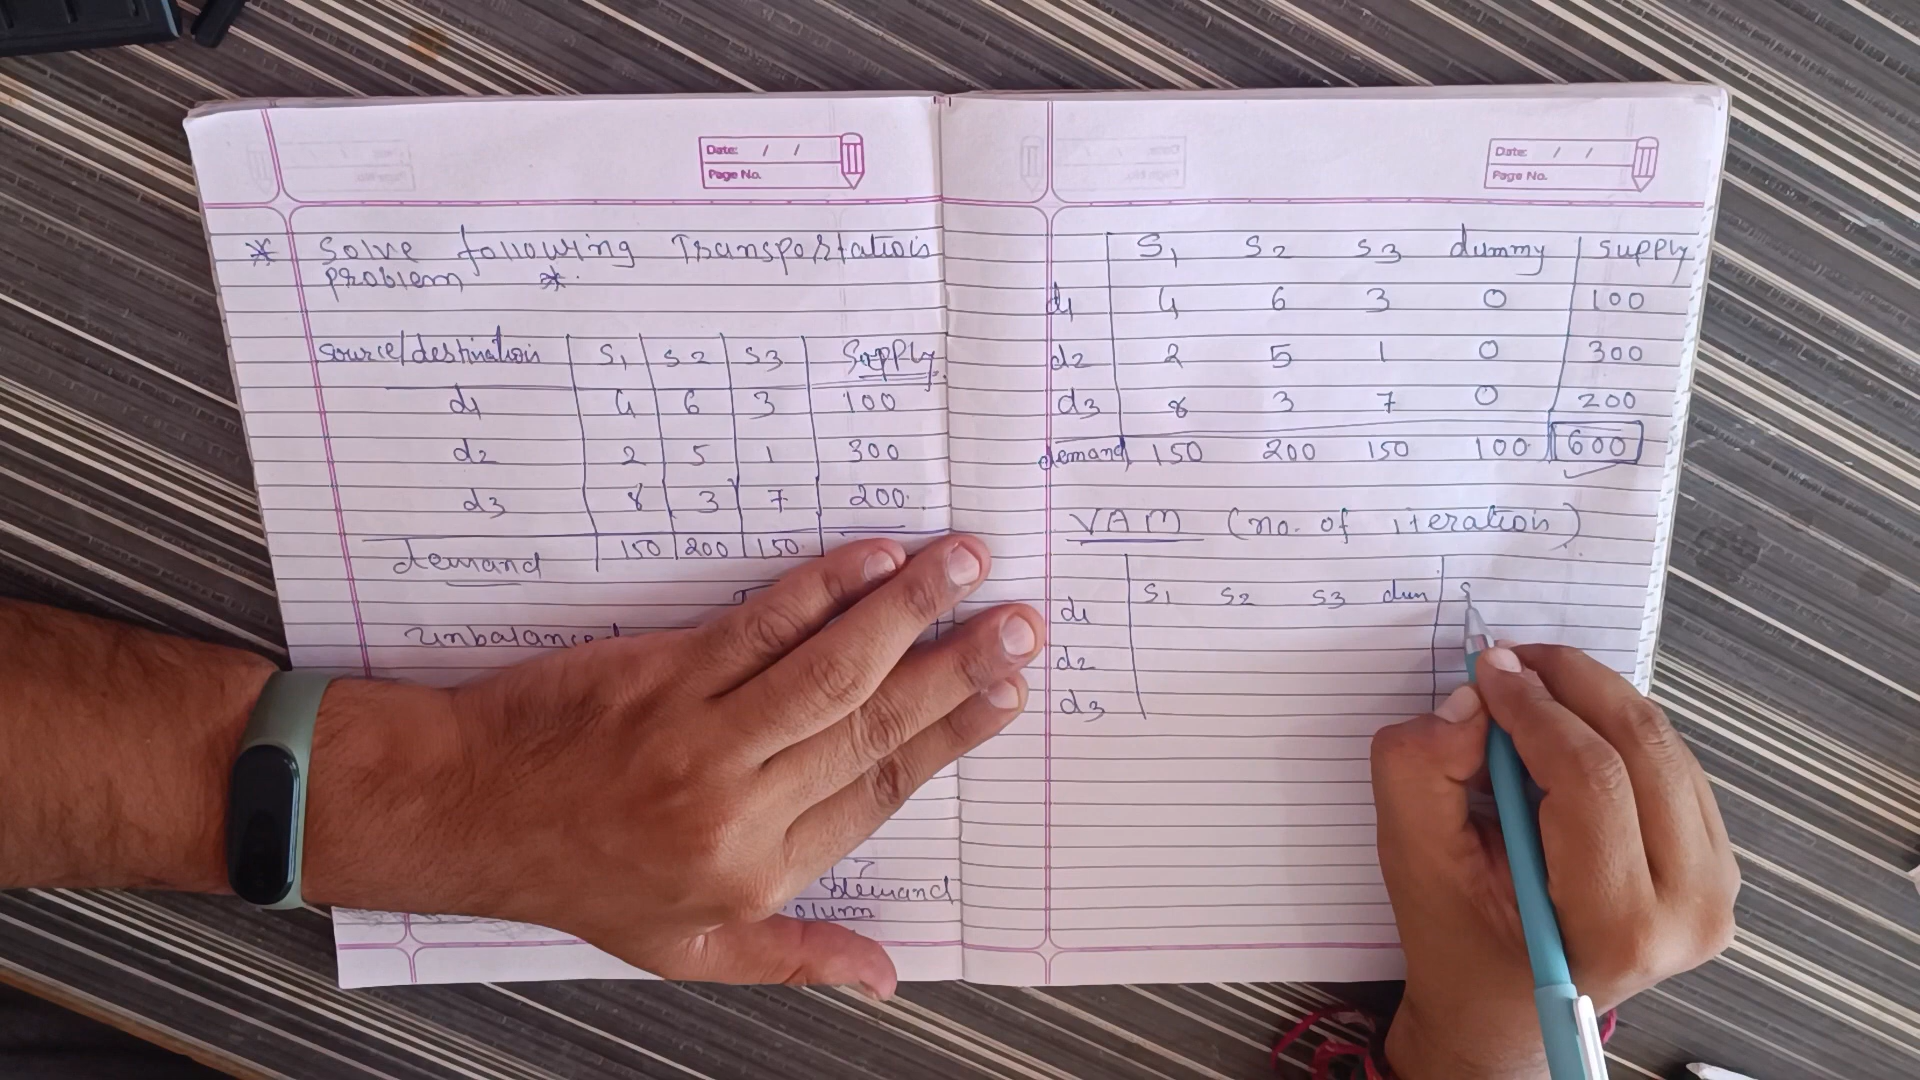 Date: / /
Page No.
* Solve following Transportation
problem *.
source/destination S1 S2 S3 Supply
d1 4 6 3 100
d2 2 5 1 300
d3 8 3 7 200
demand 150 200 150
demand
Date: / /
Page No.
S1 S2 S3 dummy supply
d1 4 6 3 0 100
d2 2 5 1 0 300
d3 8 3 7 0 200
demand 150 200 150 100 600
VAM (no. of iteration)
S1 S2 S3 dum S
d1
d2
d3